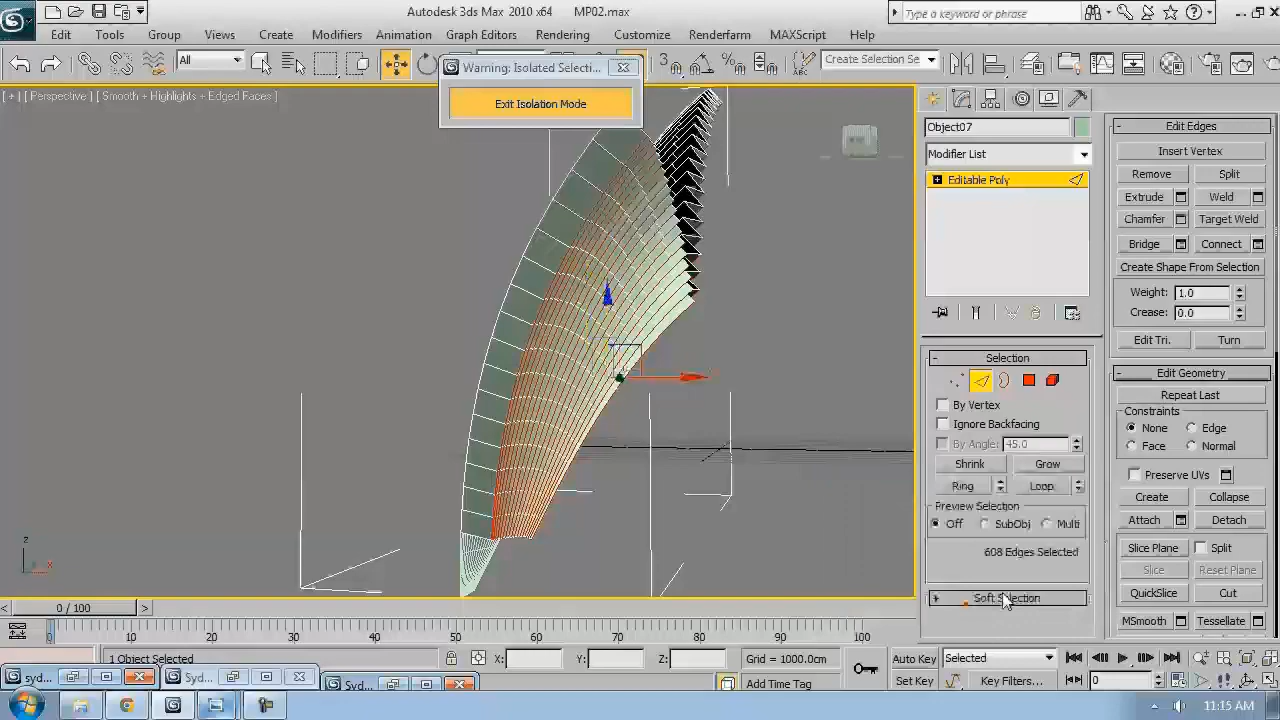 Autodesk 3ds Max 2010 x64 MP02.max
Type a keyword or phrase
Edit Tools Group Views Create Modifiers Animation Graph Editors Rendering Customize Renderfarm MAXScript Help
All
Create Selection Se
Warning: Isolated Selecti...
Exit Isolation Mode
[ + ] [ Perspective ] [ Smooth + Highlights + Edged Faces ]
Object07
Modifier List
Editable Poly
Selection
By Vertex
Ignore Backfacing
By Angle: 45.0
Shrink Grow
Ring Loop
Preview Selection
Off SubObj Multi
608 Edges Selected
Soft Selection
Edit Edges
Insert Vertex
Remove Split
Extrude Weld
Chamfer Target Weld
Bridge Connect
Create Shape From Selection
Weight: 1.0
Crease: 0.0
Edit Tri. Turn
Edit Geometry
Repeat Last
Constraints
None Edge
Face Normal
Preserve UVs
Create Collapse
Attach Detach
Slice Plane Split
Slice Reset Plane
QuickSlice Cut
MSmooth Tessellate
z
x
0 / 100
0 10 20 30 40 50 60 70 80 90 100
1 Object Selected
X: Y: Z: Grid = 1000.0cm
Add Time Tag
Auto Key Selected
Set Key Key Filters... 0
syd... Syd... Syd...
11:15 AM